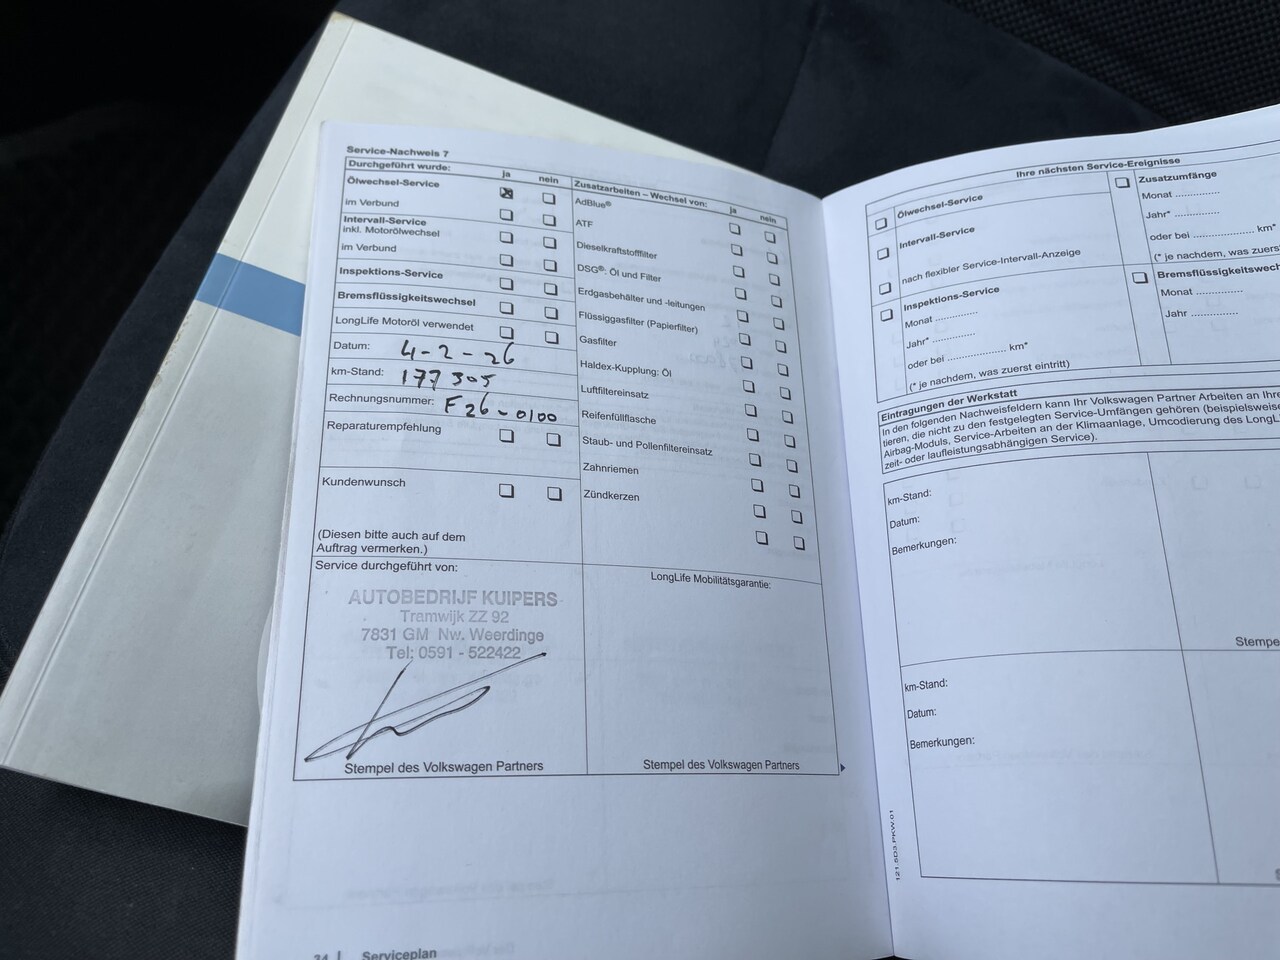 Service-Nachweis 7
Durchgeführt wurde:
ja nein
Ölwechsel-Service
im Verbund
Intervall-Service
inkl. Motorölwechsel
im Verbund
Inspektions-Service
Bremsflüssigkeitswechsel
LongLife Motoröl verwendet
Datum: 4-2-26
km-Stand: 177305
Rechnungsnummer: F26-0100
Reparaturempfehlung
Kundenwunsch
(Diesen bitte auch auf dem
Auftrag vermerken.)
Zusatzarbeiten – Wechsel von:
ja nein
AdBlue®
ATF
Dieselkraftstofffilter
DSG®: Öl und Filter
Erdgasbehälter und -leitungen
Flüssiggasfilter (Papierfilter)
Gasfilter
Haldex-Kupplung: Öl
Luftfiltereinsatz
Reifenfüllflasche
Staub- und Pollenfiltereinsatz
Zahnriemen
Zündkerzen
Service durchgeführt von:
AUTOBEDRIJF KUIPERS
Tramwijk ZZ 92
7831 GM Nw. Weerdinge
Tel: 0591 - 522422
Stempel des Volkswagen Partners
LongLife Mobilitätsgarantie:
Stempel des Volkswagen Partners
34 | Serviceplan
Ihre nächsten Service-Ereignisse
Ölwechsel-Service
Intervall-Service
nach flexibler Service-Intervall-Anzeige
Inspektions-Service
Monat ..............
Jahr* ..............
oder bei .................... km*
(* je nachdem, was zuerst eintritt)
Zusatzumfänge
Monat ..............
Jahr* ..............
oder bei .................... km*
(* je nachdem, was zuerst
Bremsflüssigkeitswech
Monat ..............
Jahr ..............
Eintragungen der Werkstatt
In den folgenden Nachweisfeldern kann Ihr Volkswagen Partner Arbeiten an Ihre
tieren, die nicht zu den festgelegten Service-Umfängen gehören (beispielsweise
Airbag-Moduls, Service-Arbeiten an der Klimaanlage, Umcodierung des LongL
zeit- oder laufleistungsabhängigen Service).
km-Stand:
Datum:
Bemerkungen:
Stempe
km-Stand:
Datum:
Bemerkungen:
S
121.5D3.PKW.01